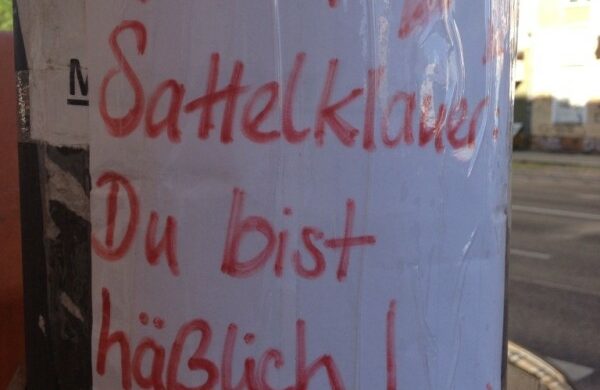 M
Sattelklauer:
Du bist
häßlich!